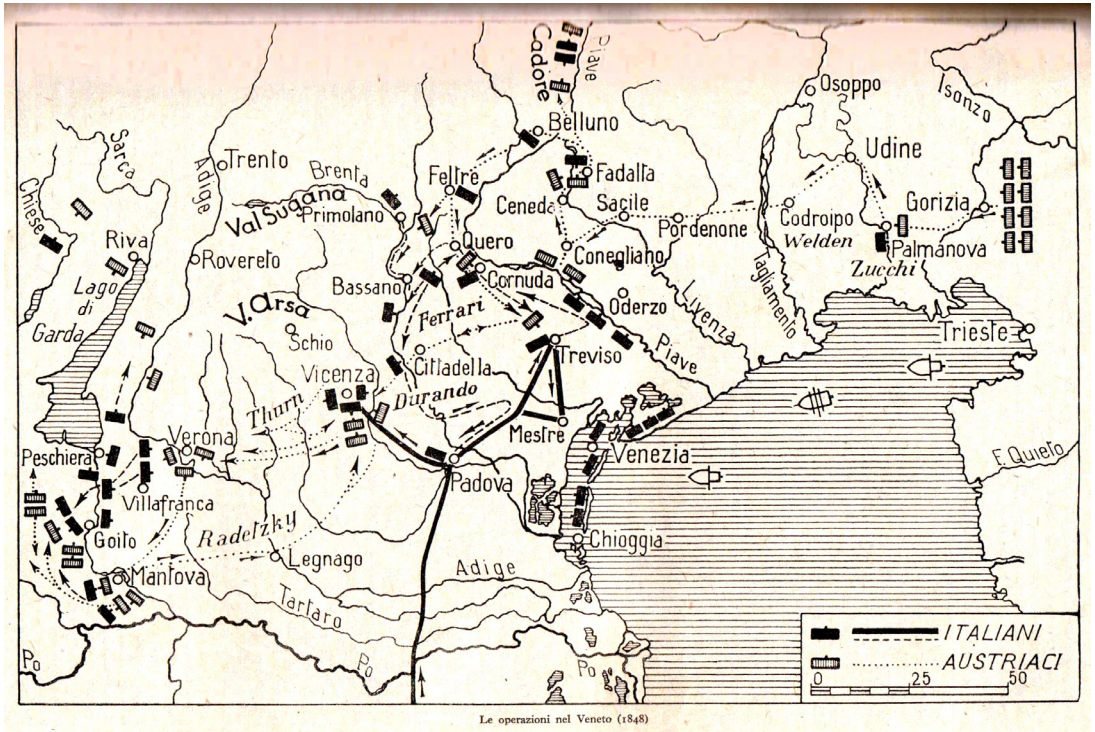 Piave
Cadore
Osoppo
Isonzo
Belluno
Sarca
Udine
Trento
Adige
Brenta
Feltre
Fadalta
Chiese
Val Sugana
Primolano
Ceneda
Sacile
Codroipo
Gorizia
Pordenone
Welden
Palmanova
Riva
Quero
Conegliano
Zucchi
Rovereto
Cornuda
Lago
di
Garda
Bassano
Oderzo
Livenza
Tagliamento
V. Arsa
Ferrari
Trieste
Schio
Cittadella
Treviso
Piave
Vicenza
Durando
Thurn
Mestre
Verona
Venezia
Peschiera
Padova
F. Quieto
Villafranca
Goito
Radetzky
Chioggia
Legnago
Mantova
Adige
Tartaro
ITALIANI
Po
Po
Po
AUSTRIACI
0 25 50
Le operazioni nel Veneto (1848)